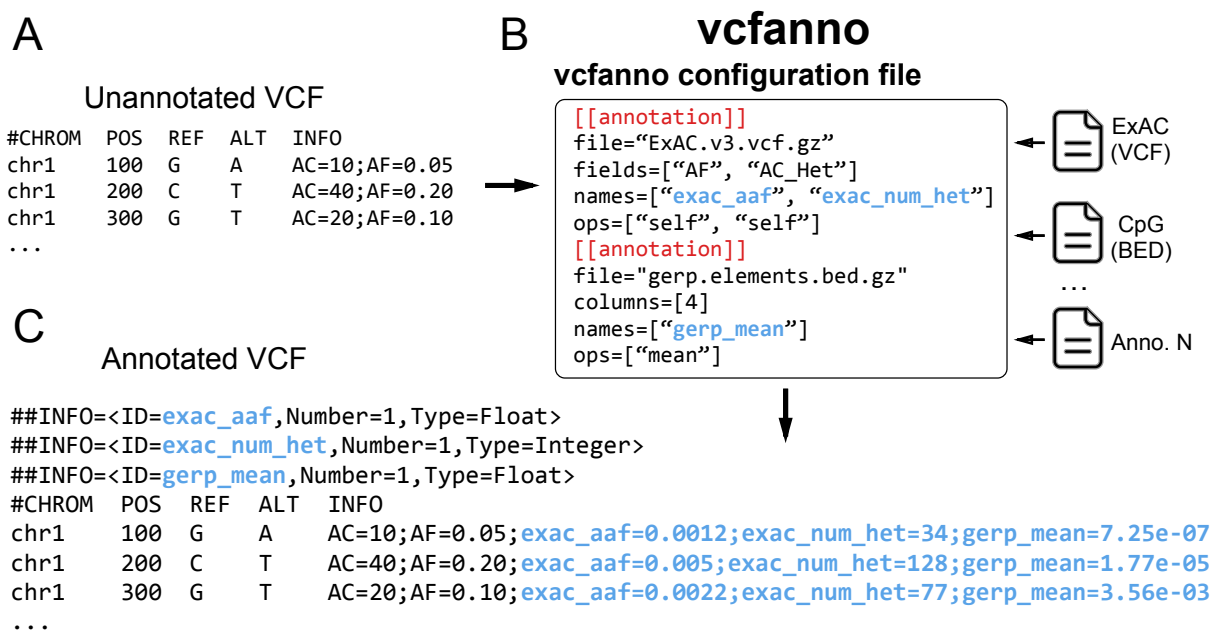 A
Unannotated VCF
#CHROM POS REF ALT INFO
chr1 100 G A AC=10;AF=0.05
chr1 200 C T AC=40;AF=0.20
chr1 300 G T AC=20;AF=0.10
...
B
vcfanno
vcfanno configuration file
[[annotation]]
file=“ExAC.v3.vcf.gz”
fields=[“AF”, “AC_Het”]
names=[“exac_aaf”, “exac_num_het”]
ops=[“self”, “self”]
[[annotation]]
file="gerp.elements.bed.gz"
columns=[4]
names=[“gerp_mean”]
ops=[“mean”]
ExAC
(VCF)
CpG
(BED)
...
Anno. N
C
Annotated VCF
##INFO=<ID=exac_aaf,Number=1,Type=Float>
##INFO=<ID=exac_num_het,Number=1,Type=Integer>
##INFO=<ID=gerp_mean,Number=1,Type=Float>
#CHROM POS REF ALT INFO
chr1 100 G A AC=10;AF=0.05;exac_aaf=0.0012;exac_num_het=34;gerp_mean=7.25e-07
chr1 200 C T AC=40;AF=0.20;exac_aaf=0.005;exac_num_het=128;gerp_mean=1.77e-05
chr1 300 G T AC=20;AF=0.10;exac_aaf=0.0022;exac_num_het=77;gerp_mean=3.56e-03
...